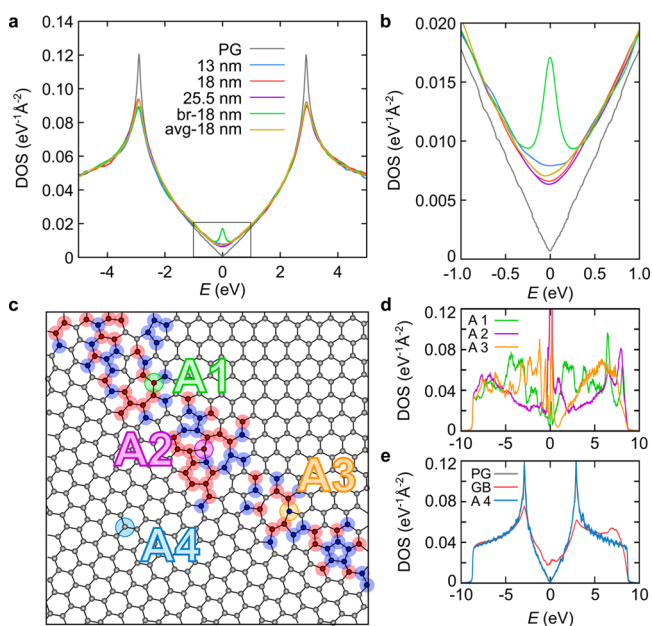 a
0.14
0.12
0.10
0.08
0.06
0.04
0.02
0
DOS (eV⁻¹Å⁻²)
PG
13 nm
18 nm
25.5 nm
br-18 nm
avg-18 nm
-4 -2 0 2 4
E (eV)
b
0.020
0.015
0.010
0.005
0
DOS (eV⁻¹Å⁻²)
-1.0 -0.5 0 0.5 1.0
E (eV)
c
A1
A2
A3
A4
d
0.12
0.08
0.04
0
DOS (eV⁻¹Å⁻²)
A 1
A 2
A 3
-10 -5 0 5 10
e
0.12
0.08
0.04
0
DOS (eV⁻¹Å⁻²)
PG
GB
A 4
-10 -5 0 5 10
E (eV)